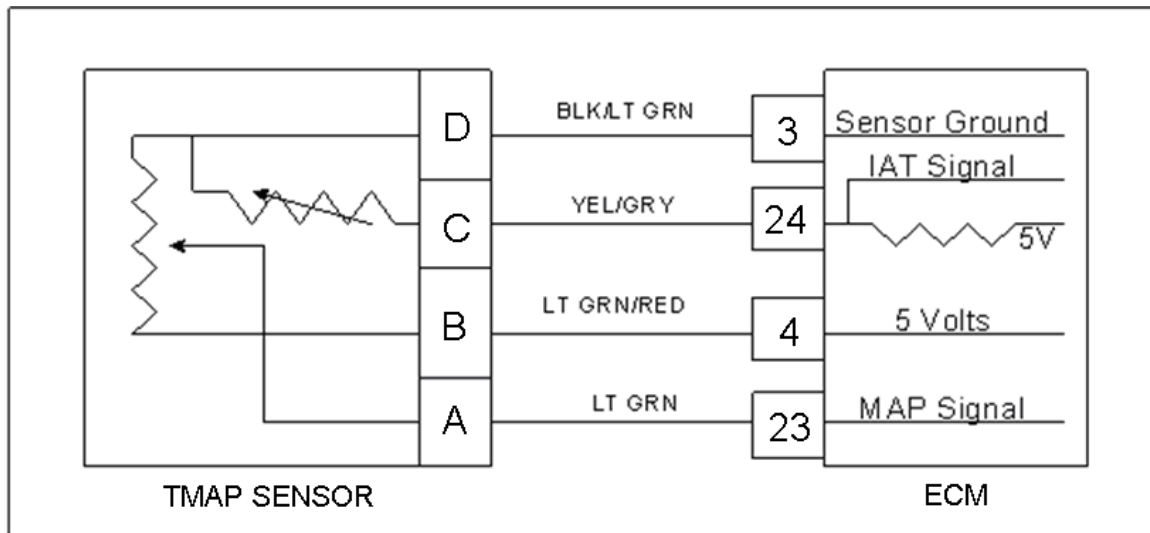 D
BLK/LT GRN
3
Sensor Ground
IAT Signal
C
YEL/GRY
24
5V
B
LT GRN/RED
4
5 Volts
A
LT GRN
23
MAP Signal
TMAP SENSOR
ECM